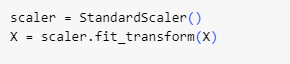 scaler = StandardScaler()
X = scaler.fit_transform(X)